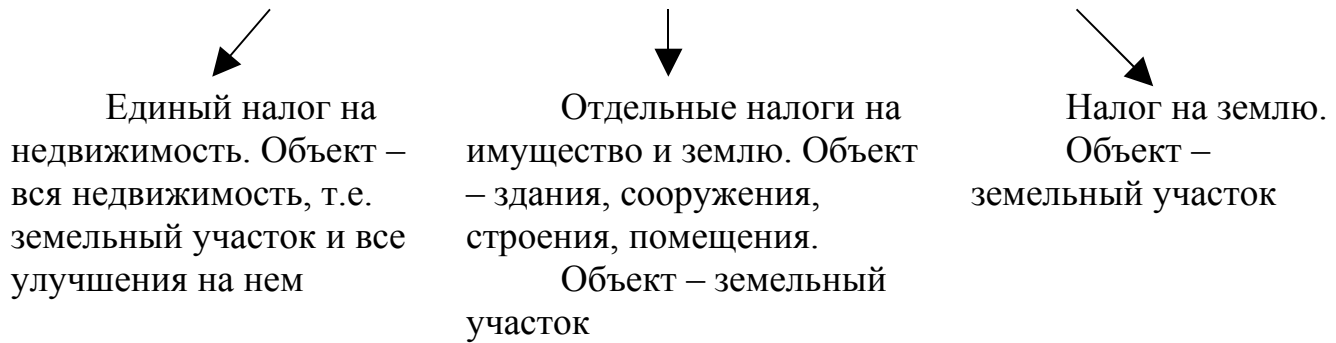 Единый налог на
недвижимость. Объект –
вся недвижимость, т.е.
земельный участок и все
улучшения на нем
Отдельные налоги на
имущество и землю. Объект
– здания, сооружения,
строения, помещения.
Объект – земельный
участок
Налог на землю.
Объект –
земельный участок